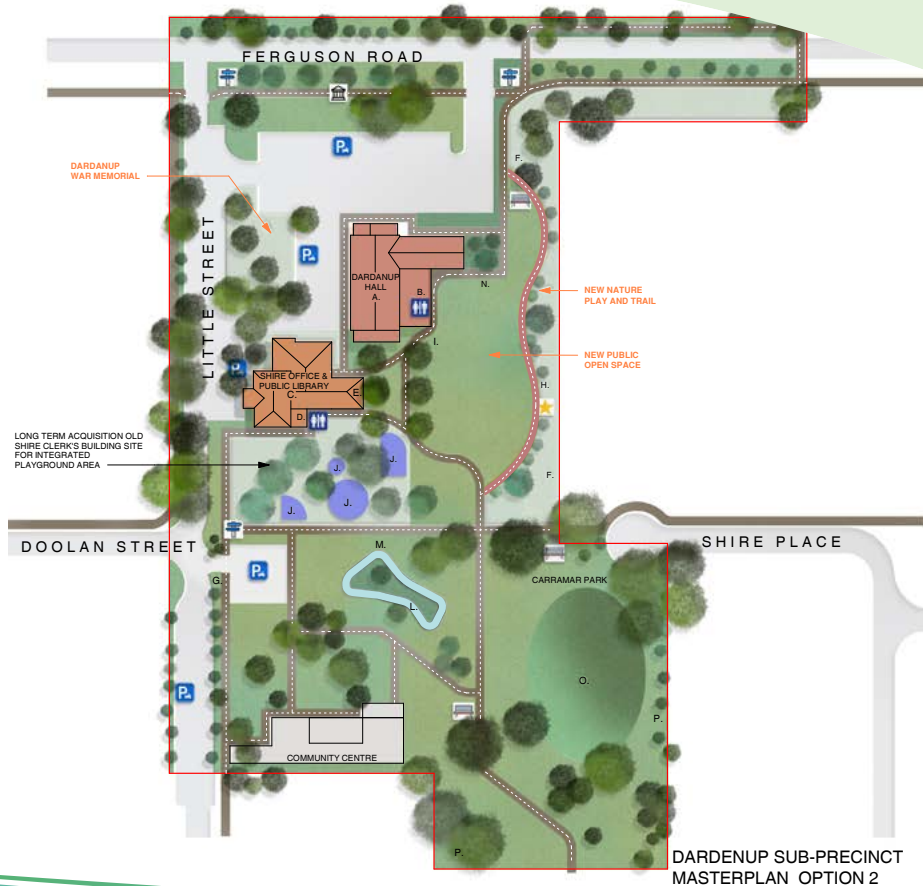 FERGUSON ROAD
DARDANUP
WAR MEMORIAL
LITTLE STREET
F.
DARDANUP
HALL
A.
B.
N.
NEW NATURE
PLAY AND TRAIL
I.
NEW PUBLIC
OPEN SPACE
SHIRE OFFICE &
PUBLIC LIBRARY
C.
E.
D.
H.
LONG TERM ACQUISITION OLD
SHIRE CLERK'S BUILDING SITE
FOR INTEGRATED
PLAYGROUND AREA
J.
J.
J.
J.
F.
DOOLAN STREET
SHIRE PLACE
M.
G.
CARRAMAR PARK
L.
O.
P.
COMMUNITY CENTRE
P.
DARDENUP SUB-PRECINCT
MASTERPLAN OPTION 2
P
P
P
P
P